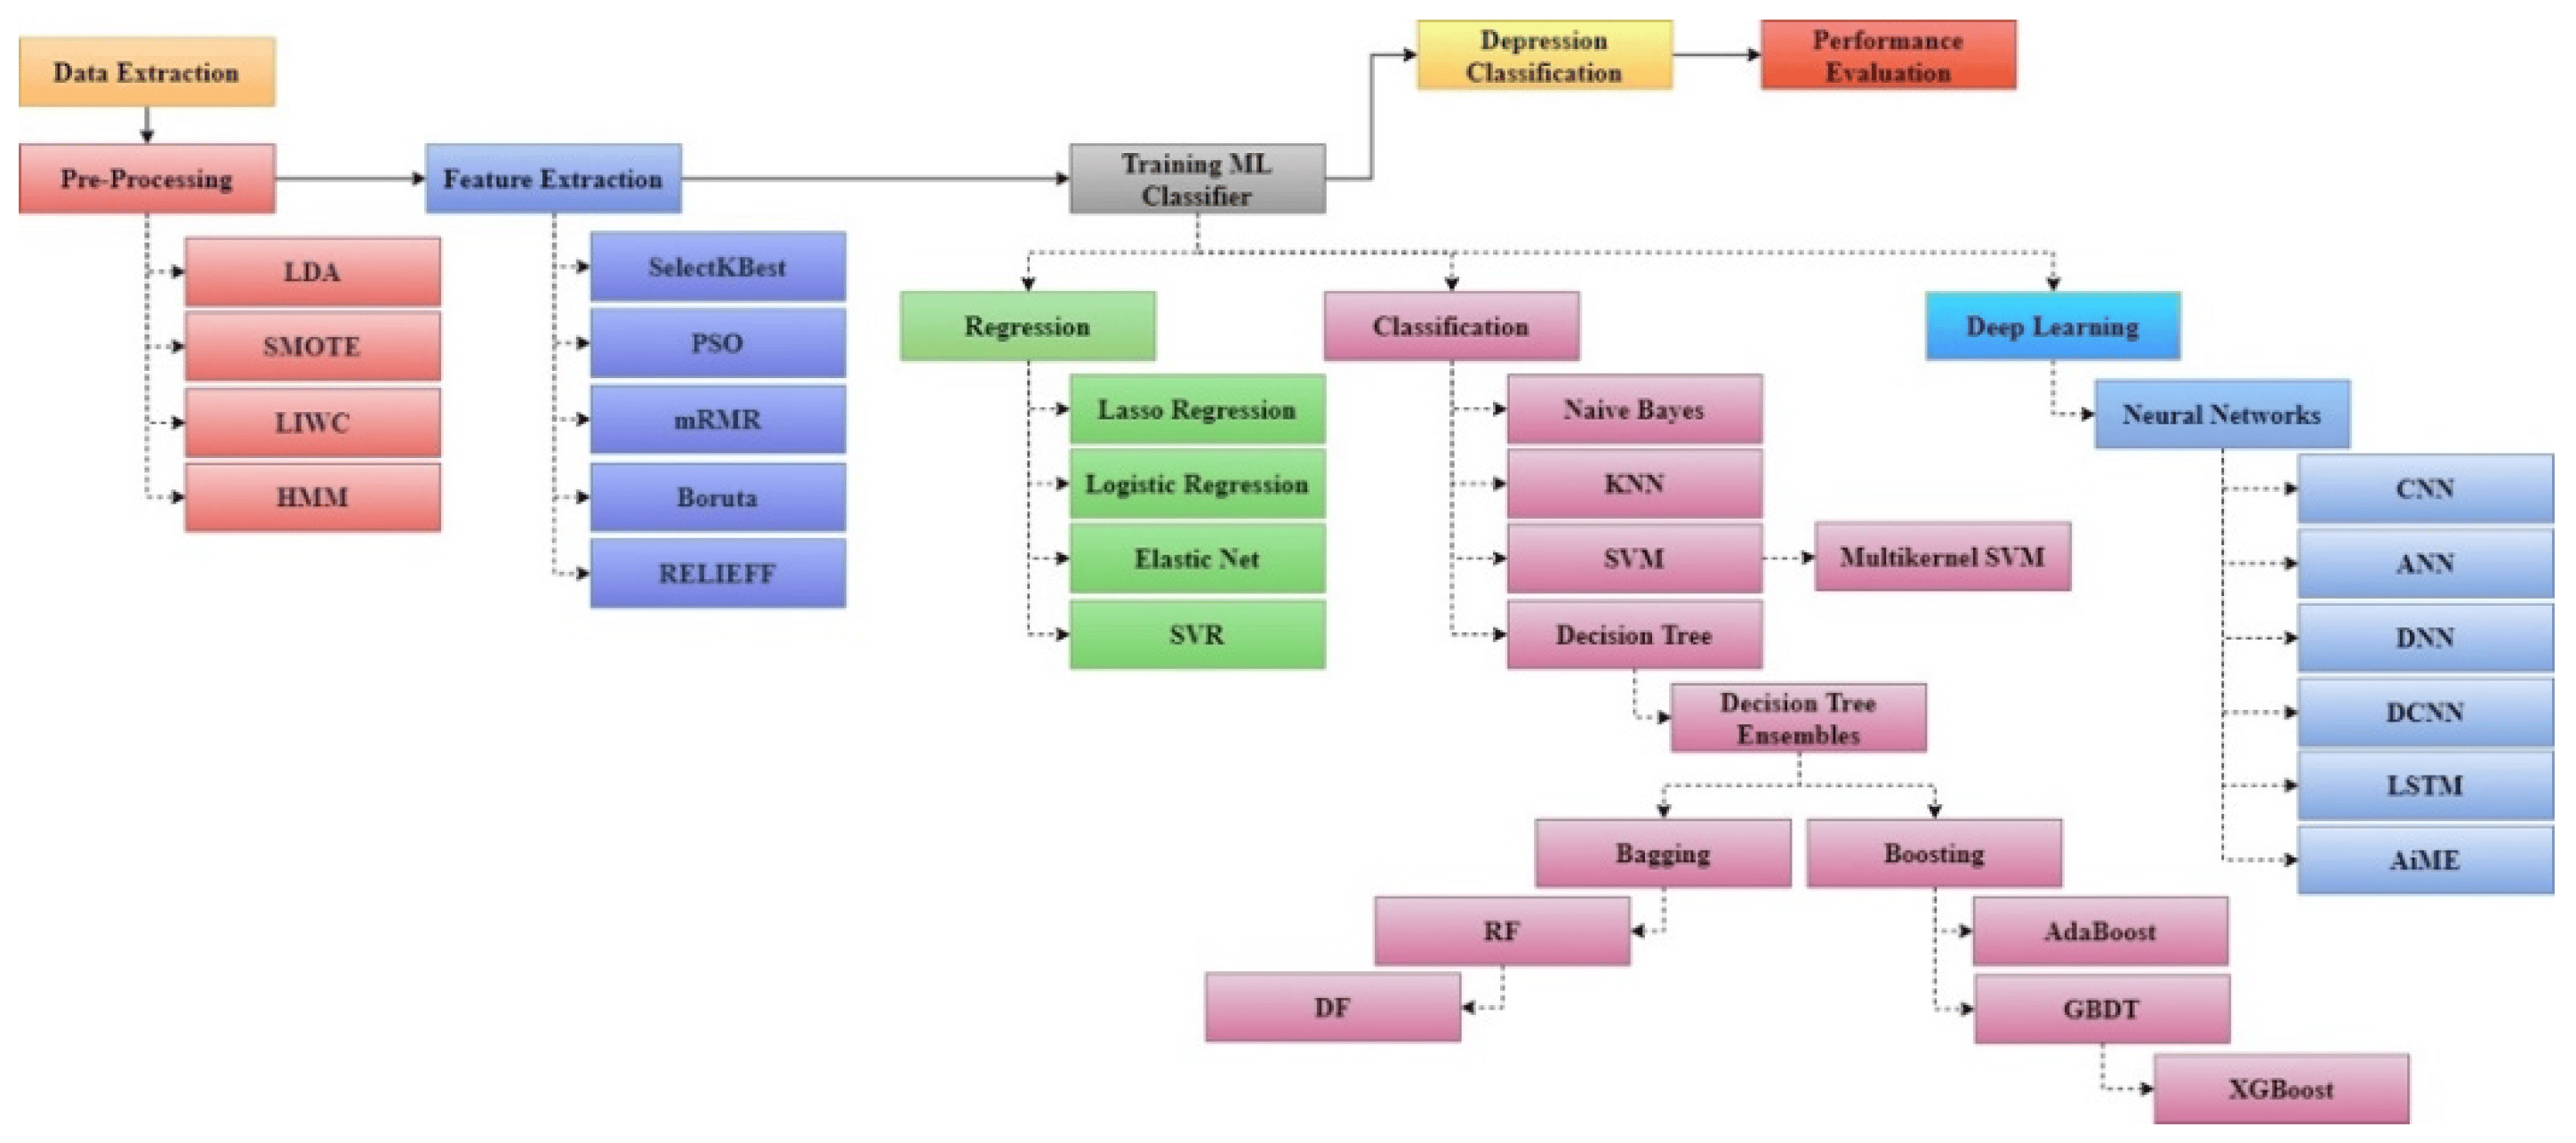 Data Extraction
Pre-Processing
LDA
SMOTE
LIWC
HMM
Feature Extraction
SelectKBest
PSO
mRMR
Boruta
RELIEFF
Training ML
Classifier
Depression
Classification
Performance
Evaluation
Regression
Lasso Regression
Logistic Regression
Elastic Net
SVR
Classification
Naive Bayes
KNN
SVM
Multikernel SVM
Decision Tree
Decision Tree
Ensembles
Bagging
RF
DF
Boosting
AdaBoost
GBDT
XGBoost
Deep Learning
Neural Networks
CNN
ANN
DNN
DCNN
LSTM
AiME